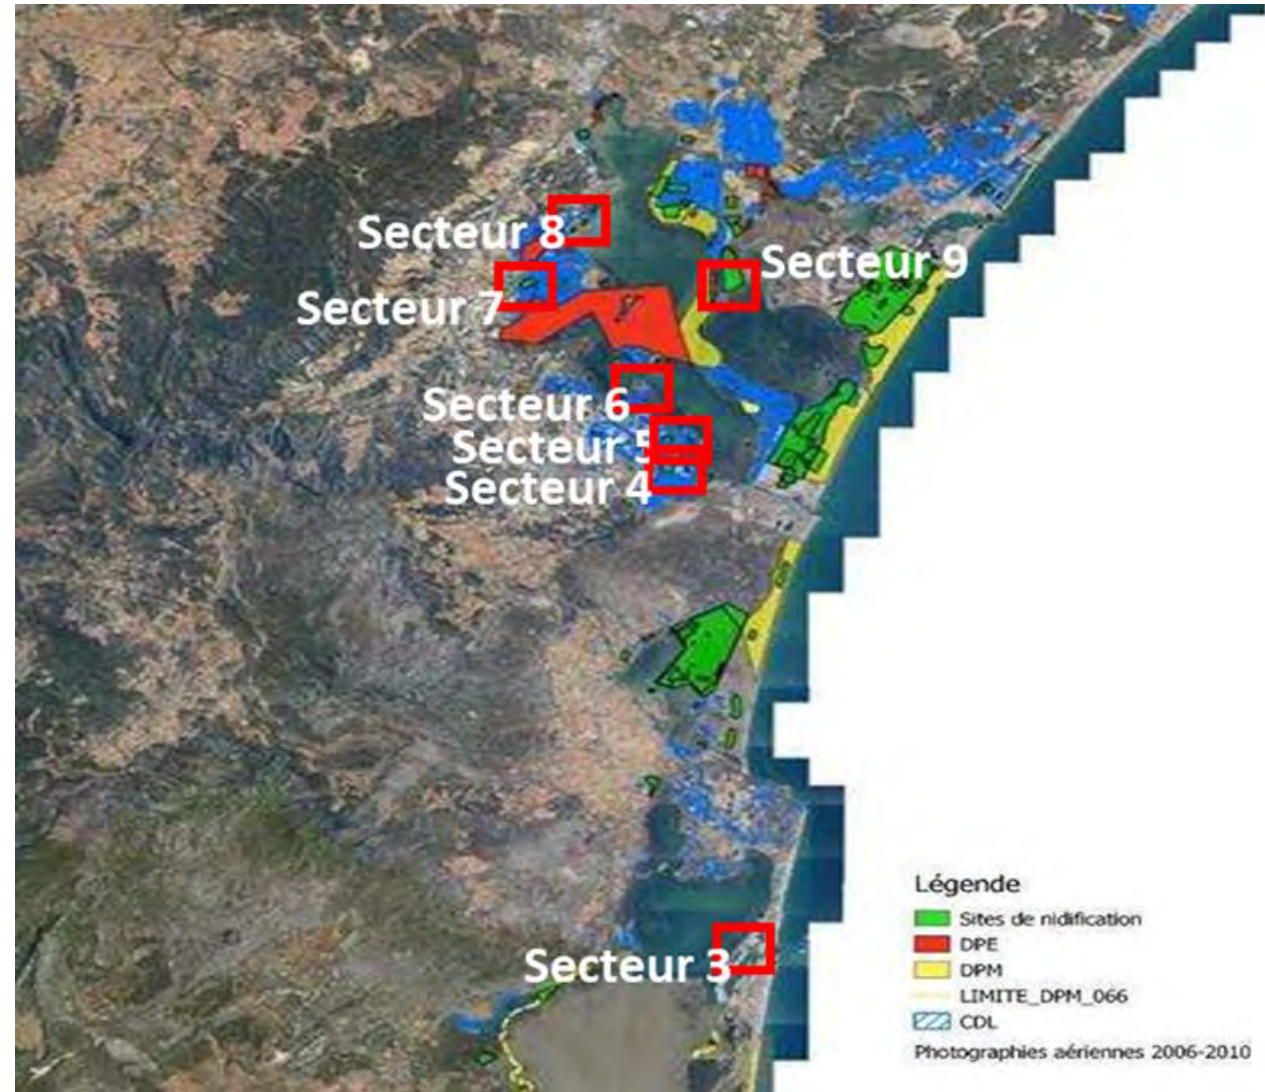 Secteur 8
Secteur 9
Secteur 7
Secteur 6
Secteur 5
Secteur 4
Secteur 3
Légende
Sites de nidification
DPE
DPM
LIMITE_DPM_066
CDL
Photographies aériennes 2006-2010